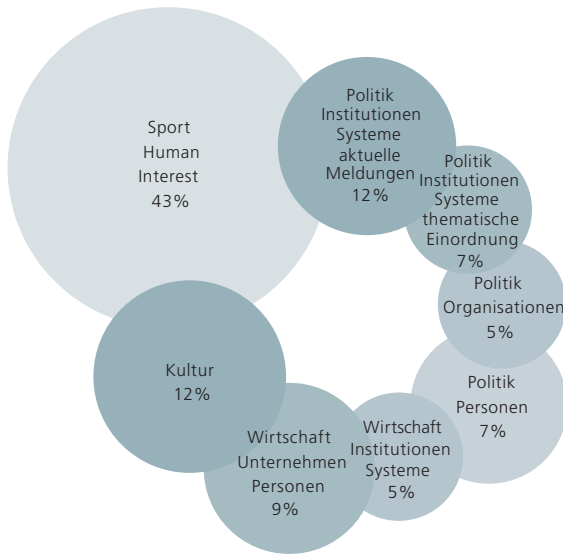 Sport
Human
Interest
43%
Politik
Institutionen
Systeme
aktuelle
Meldungen
12%
Politik
Institutionen
Systeme
thematische
Einordnung
7%
Politik
Organisationen
5%
Politik
Personen
7%
Wirtschaft
Institutionen
Systeme
5%
Wirtschaft
Unternehmen
Personen
9%
Kultur
12%